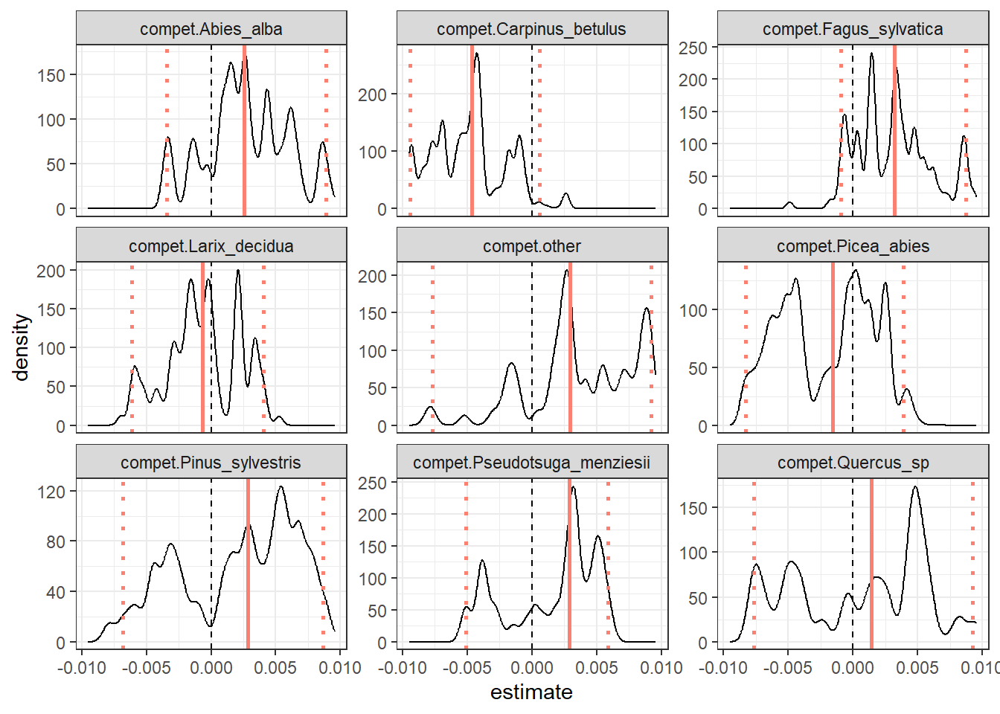 compet.Abies_alba
compet.Carpinus_betulus
compet.Fagus_sylvatica
150
100
50
0
200
100
0
250
200
150
100
50
0
compet.Larix_decidua
compet.other
compet.Picea_abies
200
150
100
50
0
200
150
100
50
0
100
50
0
density
compet.Pinus_sylvestris
compet.Pseudotsuga_menziesii
compet.Quercus_sp
120
80
40
0
250
200
150
100
50
0
150
100
50
0
-0.010 -0.005 0.000 0.005 0.010
-0.010 -0.005 0.000 0.005 0.010
-0.010 -0.005 0.000 0.005 0.010
estimate